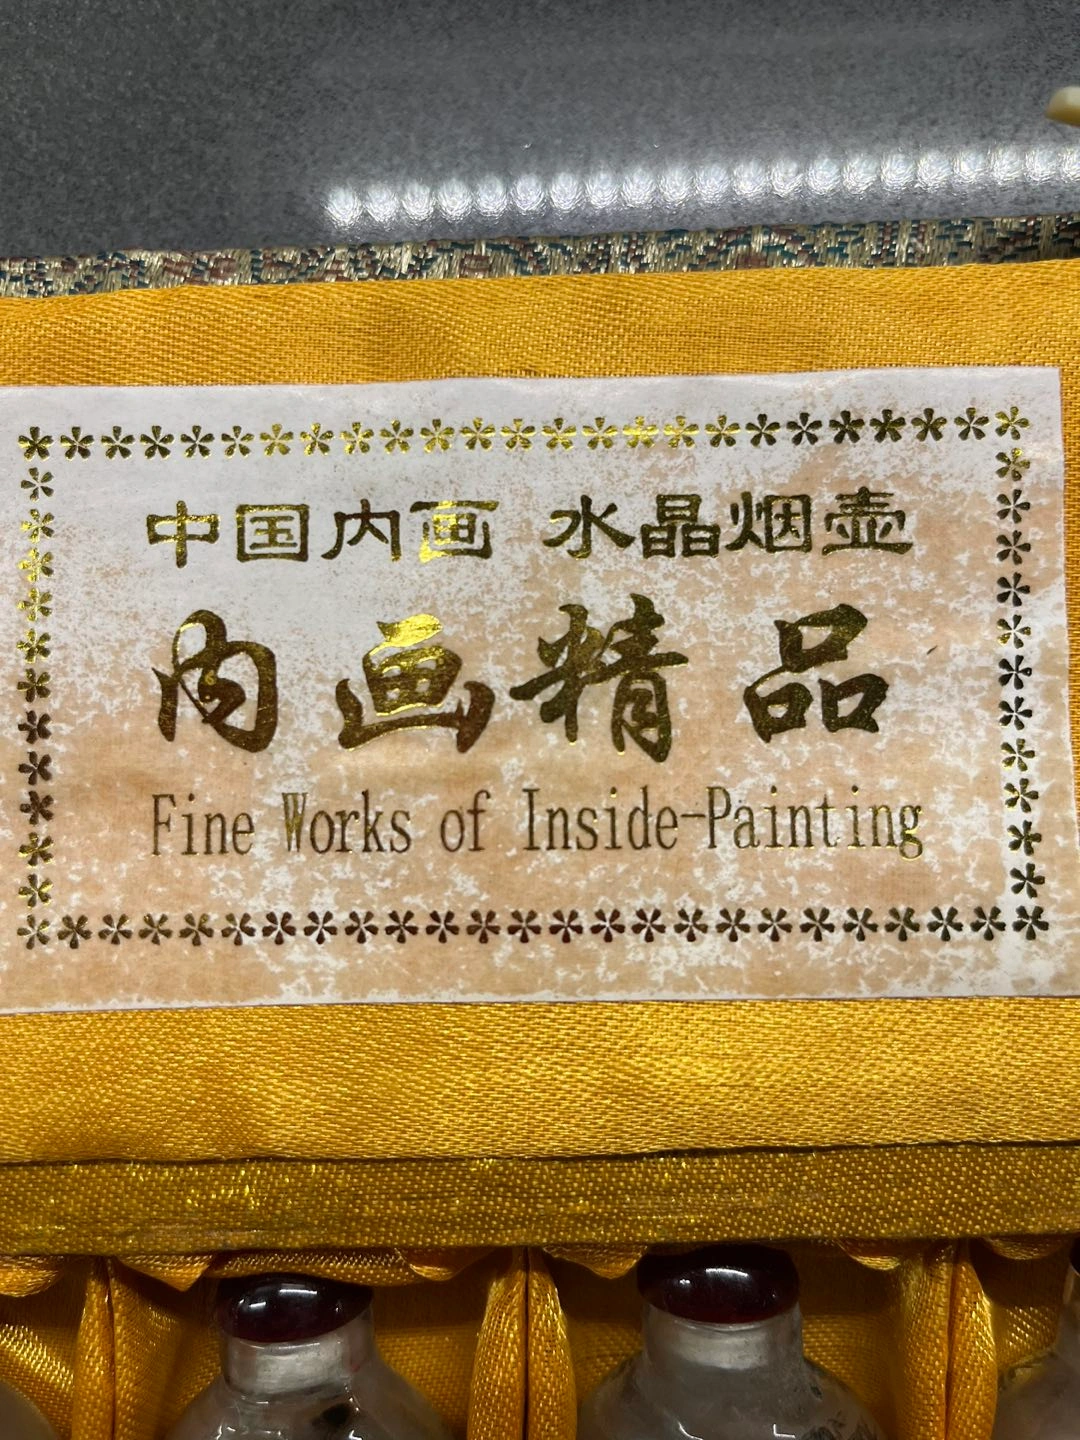 中国内画 水晶烟壶
内画精品
Fine Works of Inside-Painting